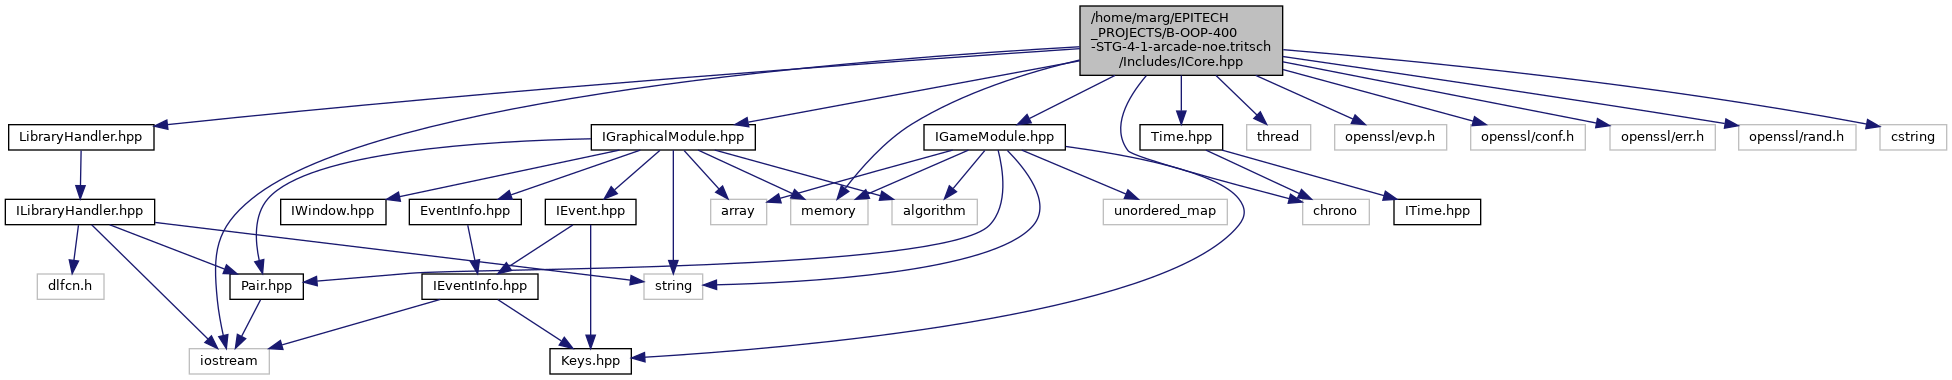 /home/marg/EPITECH
_PROJECTS/B-OOP-400
-STG-4-1-arcade-noe.tritsch
/Includes/ICore.hpp
LibraryHandler.hpp
IGraphicalModule.hpp
IGameModule.hpp
Time.hpp
thread
openssl/evp.h
openssl/conf.h
openssl/err.h
openssl/rand.h
cstring
ILibraryHandler.hpp
IWindow.hpp
EventInfo.hpp
IEvent.hpp
array
memory
algorithm
unordered_map
chrono
ITime.hpp
dlfcn.h
Pair.hpp
IEventInfo.hpp
string
iostream
Keys.hpp